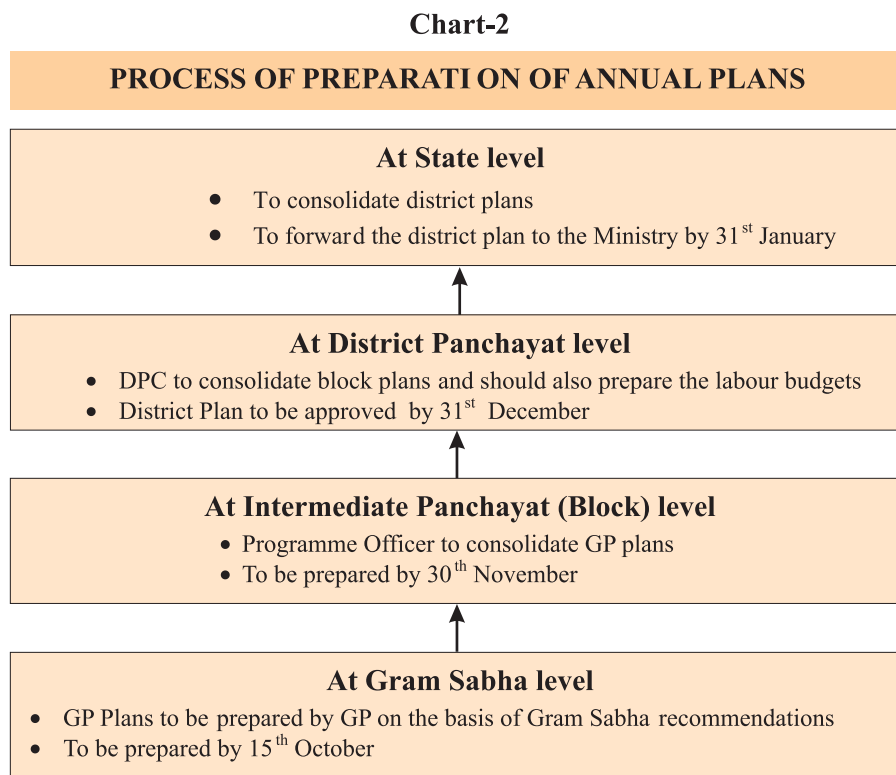 Chart-2
PROCESS OF PREPARATI ON OF ANNUAL PLANS
At State level
• To consolidate district plans
• To forward the district plan to the Ministry by 31st January
At District Panchayat level
• DPC to consolidate block plans and should also prepare the labour budgets
• District Plan to be approved by 31st December
At Intermediate Panchayat (Block) level
• Programme Officer to consolidate GP plans
• To be prepared by 30th November
At Gram Sabha level
• GP Plans to be prepared by GP on the basis of Gram Sabha recommendations
• To be prepared by 15th October